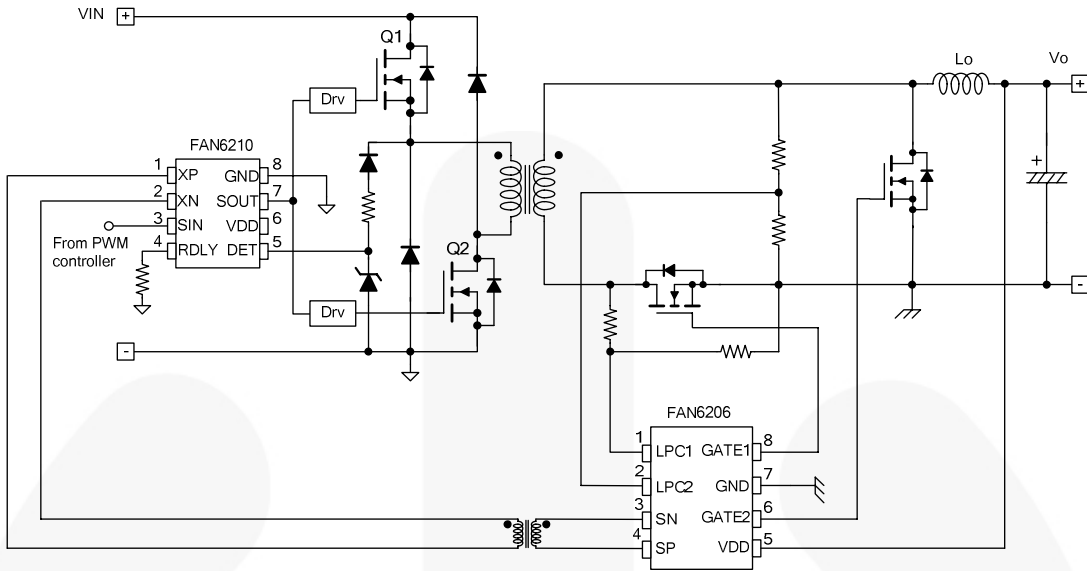 VIN +
Q1
Lo
Vo
+
Drv
FAN6210
1 XP GND 8
2 XN SOUT 7
3 SIN VDD 6
4 RDLY DET 5
From PWM
controller
Q2
Drv
+
-
-
FAN6206
1 LPC1 GATE1 8
2 LPC2 GND 7
3 SN GATE2 6
4 SP VDD 5